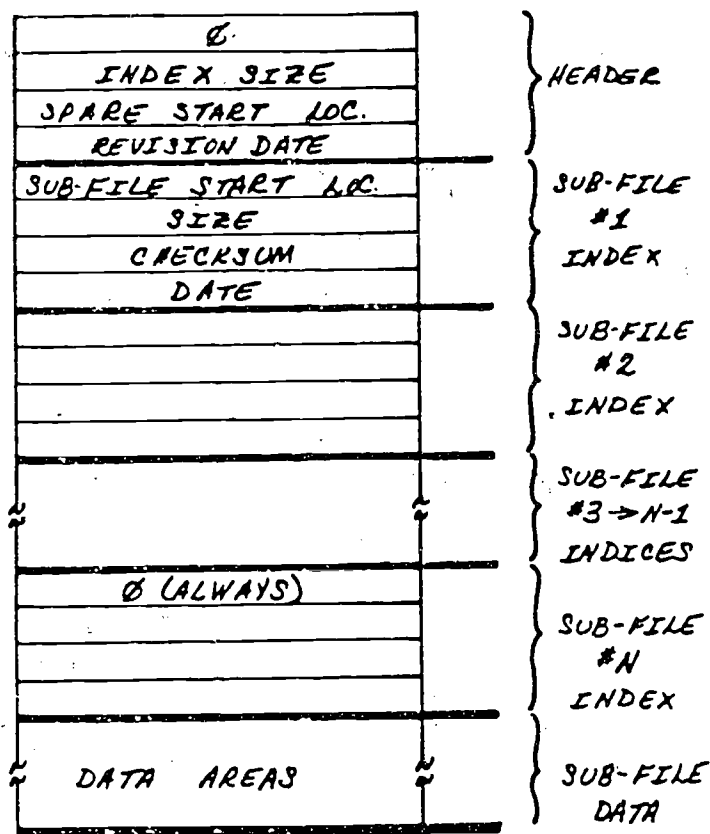 Ø
INDEX SIZE
SPARE START LOC.
REVISION DATE
HEADER
SUB-FILE START LOC.
SIZE
CHECKSUM
DATE
SUB-FILE
#1
INDEX
SUB-FILE
#2
INDEX
SUB-FILE
#3→N-1
INDICES
Ø (ALWAYS)
SUB-FILE
#N
INDEX
DATA AREAS
SUB-FILE
DATA